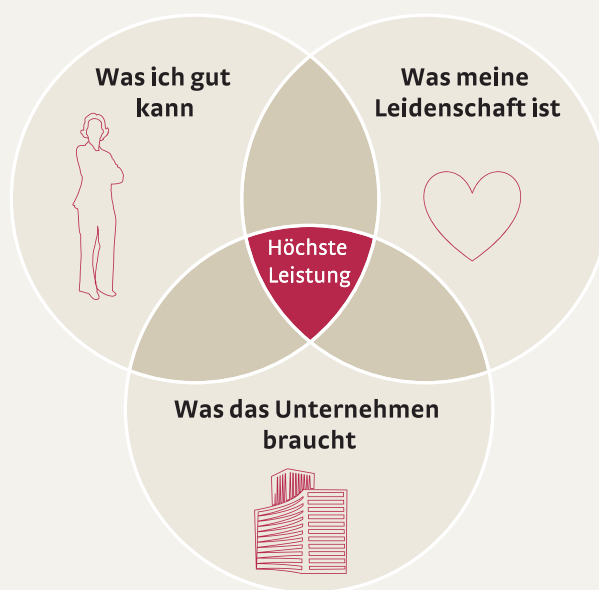 Was ich gut
kann
Was meine
Leidenschaft ist
Höchste
Leistung
Was das Unternehmen
braucht